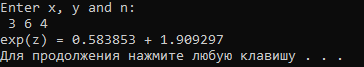 Enter x, y and n:
 3 6 4
exp(z) = 0.583853 + 1.909297
Для продолжения нажмите любую клавишу . . .